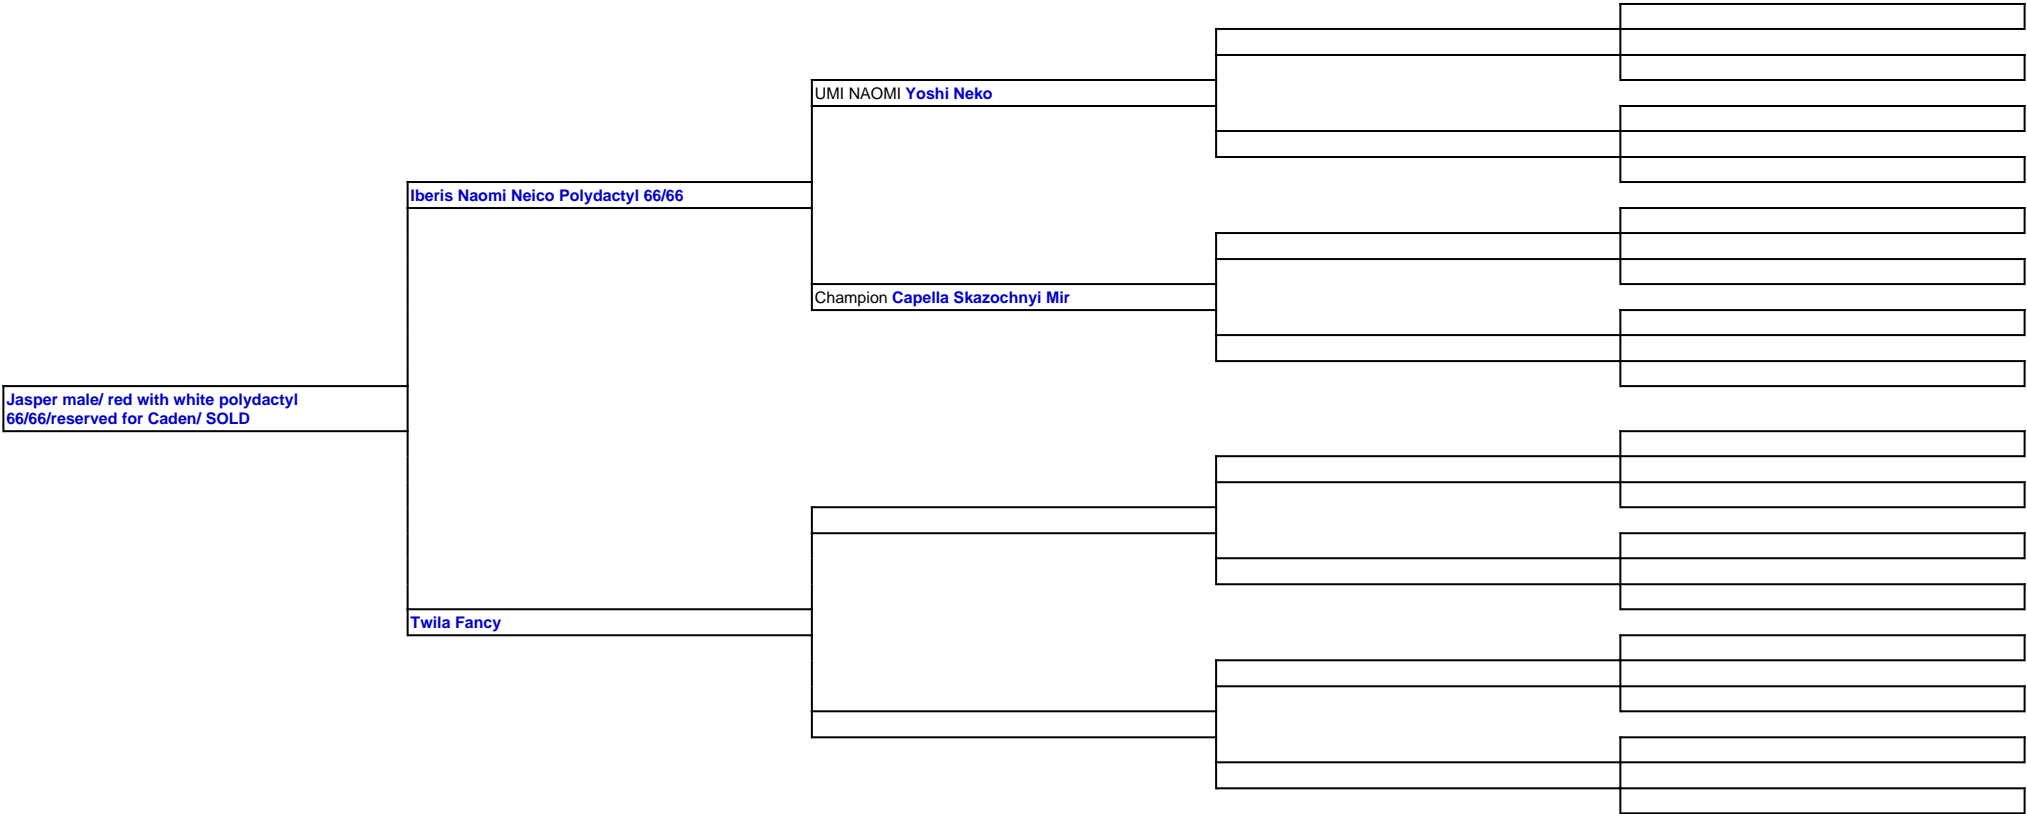 UMI NAOMI Yoshi Neko
Iberis Naomi Neico Polydactyl 66/66
Champion Capella Skazochnyi Mir
Jasper male/ red with white polydactyl
66/66/reserved for Caden/ SOLD
Twila Fancy